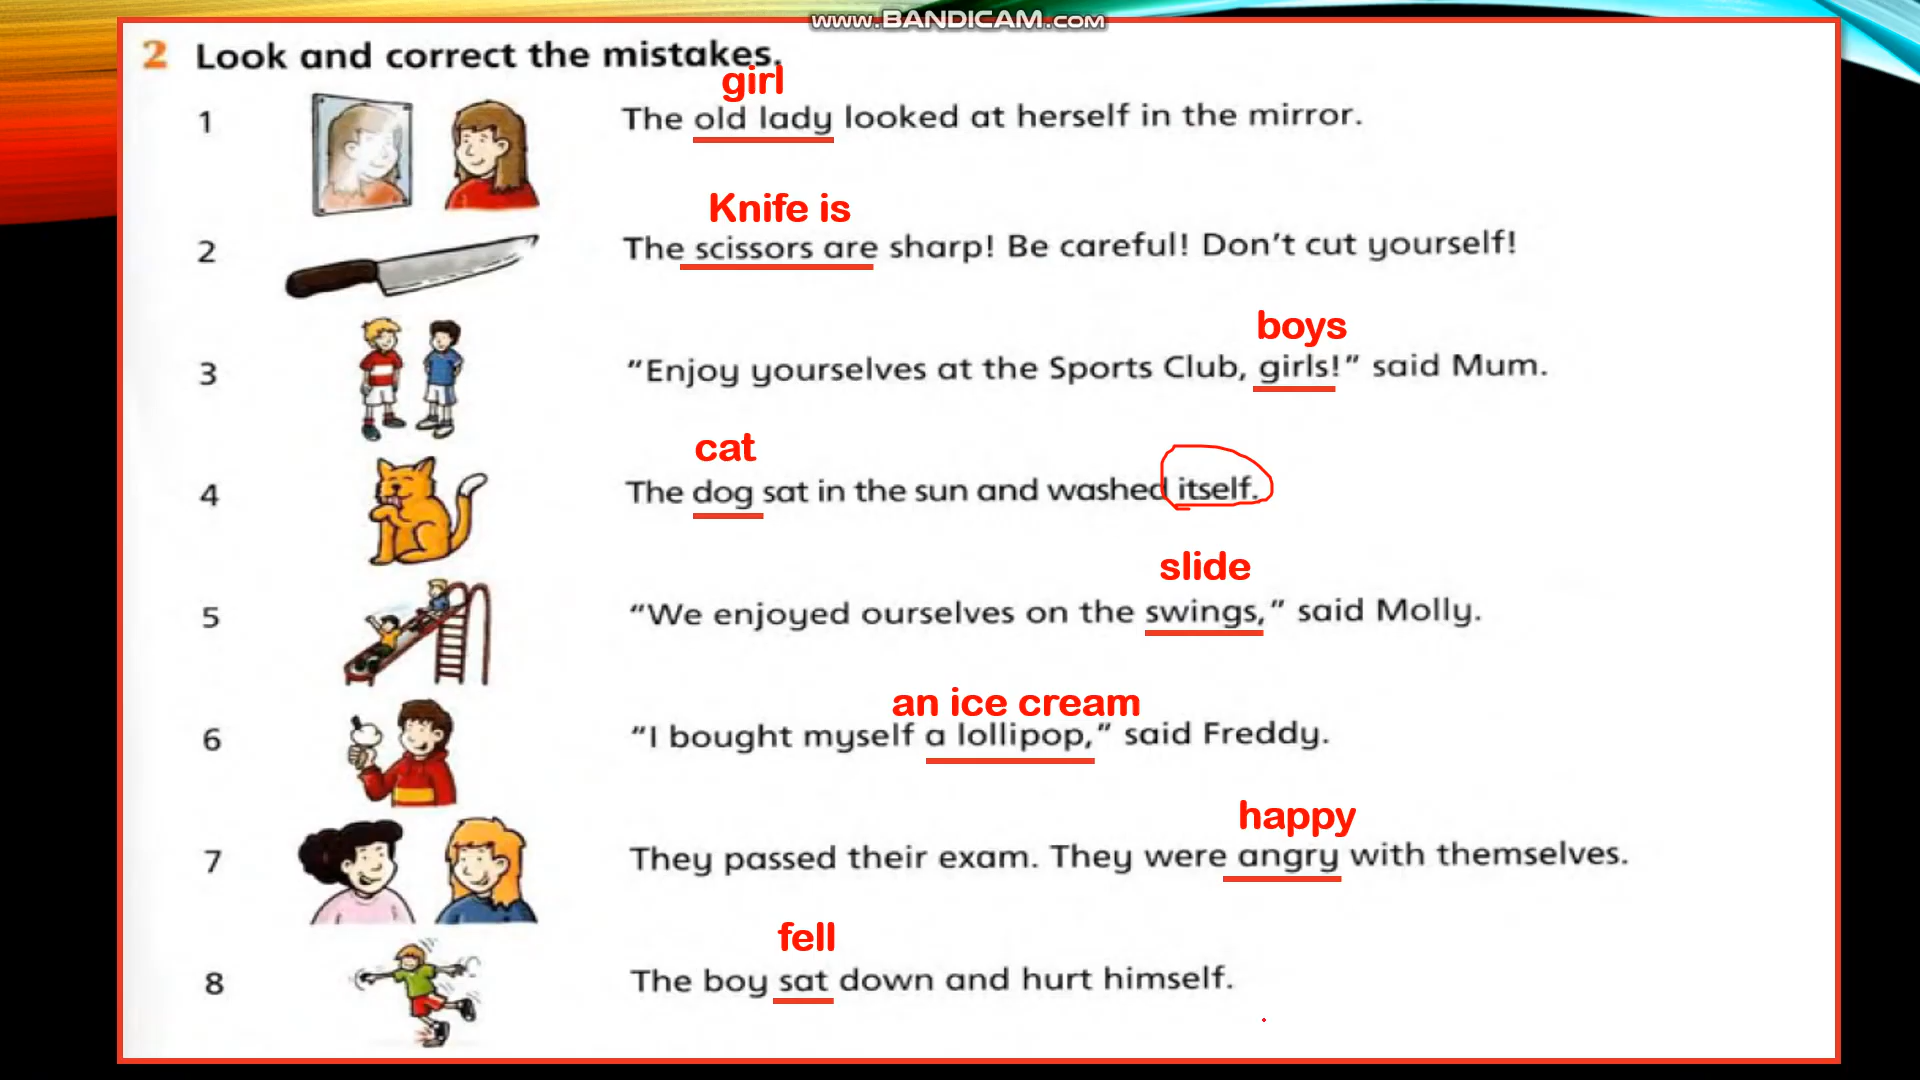 www.BANDICAM.com
2 Look and correct the mistakes.
girl
1 The old lady looked at herself in the mirror.
Knife is
2 The scissors are sharp! Be careful! Don't cut yourself!
boys
3 "Enjoy yourselves at the Sports Club, girls!" said Mum.
cat
4 The dog sat in the sun and washed itself.
slide
5 "We enjoyed ourselves on the swings," said Molly.
an ice cream
6 "I bought myself a lollipop," said Freddy.
happy
7 They passed their exam. They were angry with themselves.
fell
8 The boy sat down and hurt himself.